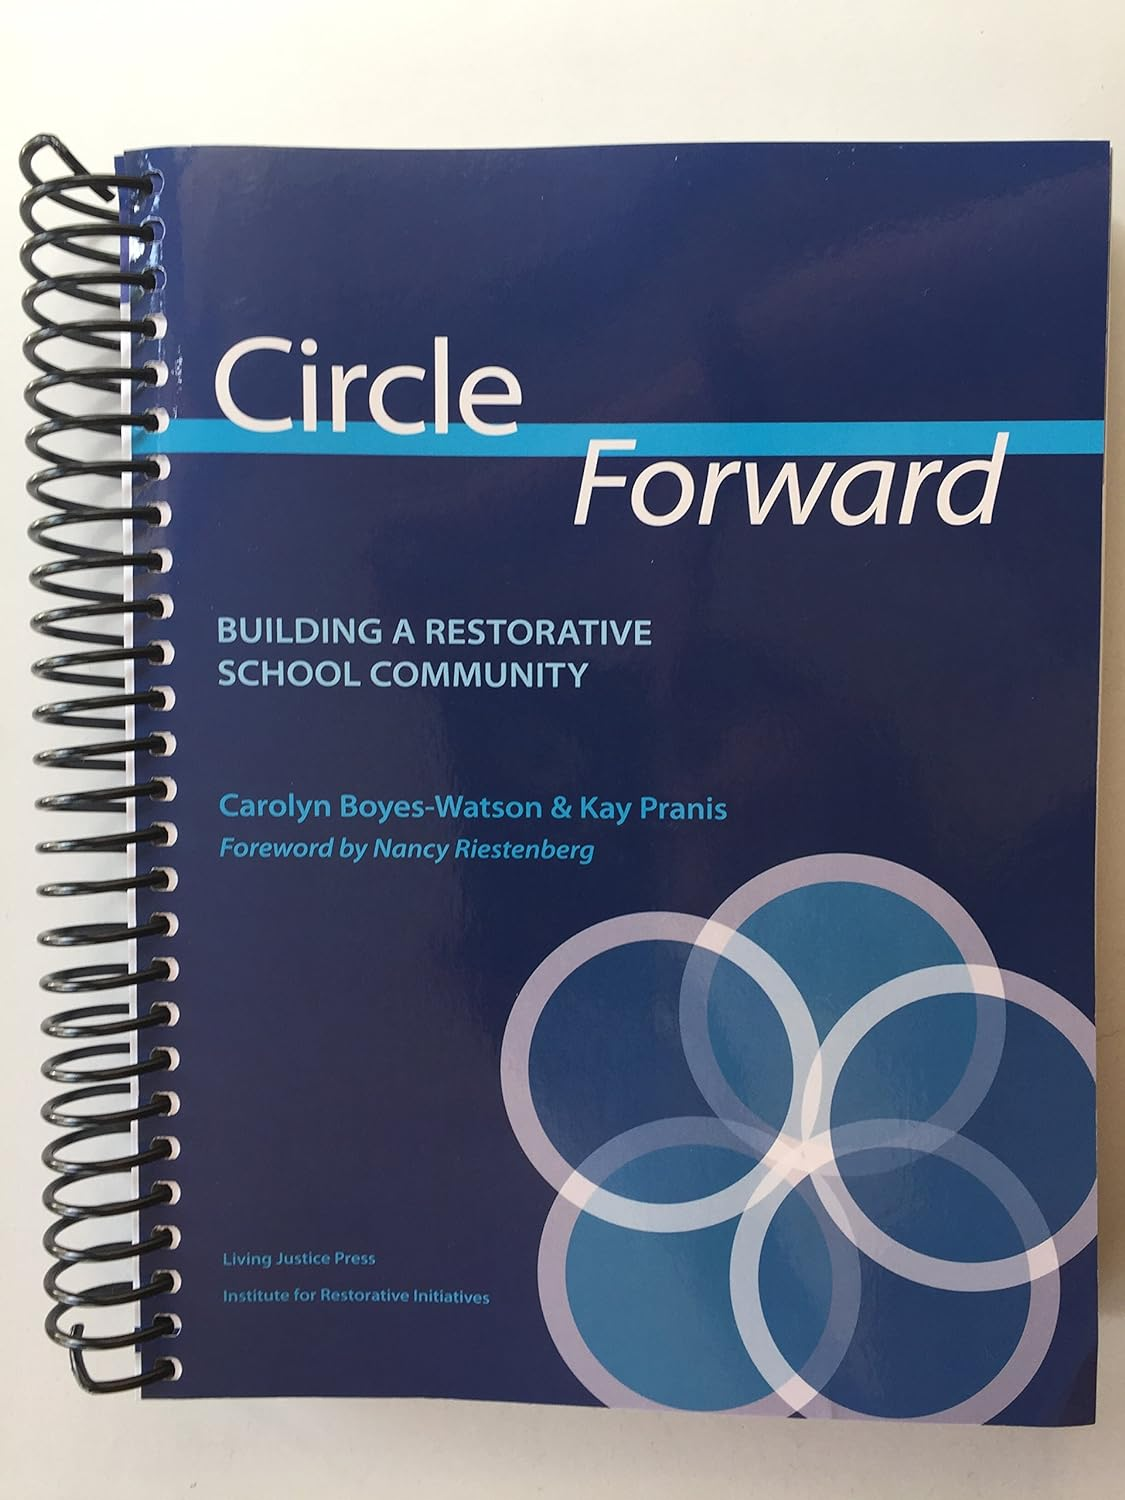 Circle
Forward
BUILDING A RESTORATIVE
SCHOOL COMMUNITY
Carolyn Boyes-Watson & Kay Pranis
Foreword by Nancy Riestenberg
Living Justice Press
Institute for Restorative Initiatives